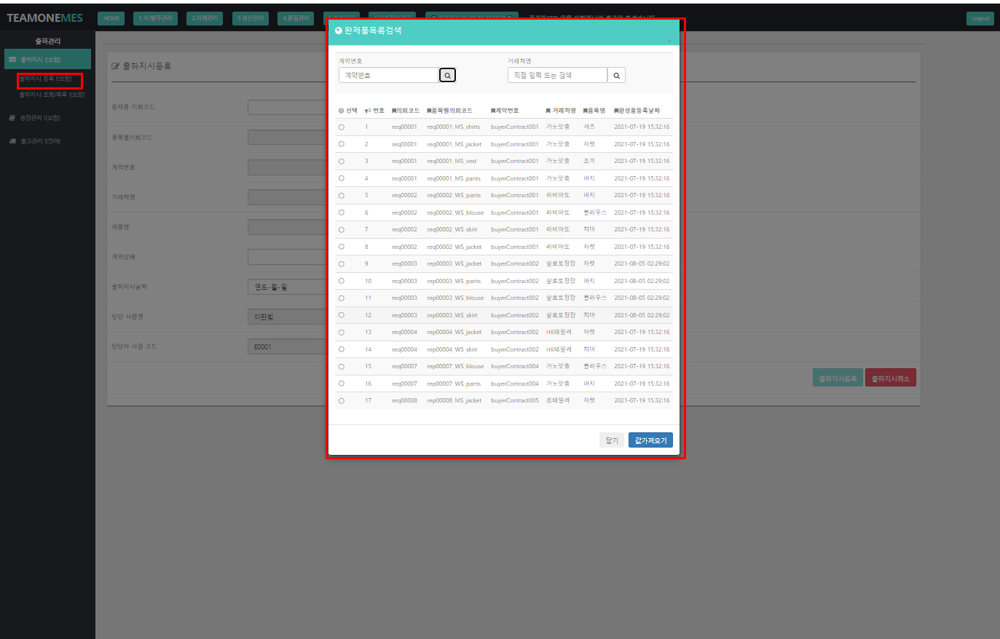 TEAMONEMES
HOME
1.수/발주관리
2.자재관리
3.생산관리
4.품질관리
Logout
출하관리
출하지시 ![보람]
출하지시 등록 ![보람]
출하지시 조회/목록 ![보람]
송장관리 ![보람]
출고관리 ![민아]
출하지시등록
완제품 의뢰코드
품목별의뢰코드
계약번호
거래처명
제품명
계약상태
출하지시날짜
연도-월-일
담당 사원명
이한빛
담당자 사원 코드
E0001
출하지시등록
출하지시취소
완제품목록검색
×
계약번호
거래처명
계약번호
직접 입력 또는 검색
선택 번호 의뢰코드 품목별의뢰코드 계약번호 거래처명 품목명 완성품등록날짜
1 req00001 req00001_MS_shirts buyerContract001 가노맞춤 셔츠 2021-07-19 15:32:16
2 req00001 req00001_MS_jacket buyerContract001 가노맞춤 자켓 2021-07-19 15:32:16
3 req00001 req00001_MS_vest buyerContract001 가노맞춤 조끼 2021-07-19 15:32:16
4 req00001 req00001_MS_pants buyerContract001 가노맞춤 바지 2021-07-19 15:32:16
5 req00002 req00002_WS_pants buyerContract001 라비아또 바지 2021-07-19 15:32:16
6 req00002 req00002_WS_blouse buyerContract001 라비아또 블라우스 2021-07-19 15:32:16
7 req00002 req00002_WS_skirt buyerContract001 라비아또 치마 2021-07-19 15:32:16
8 req00002 req00002_WS_jacket buyerContract001 라비아또 자켓 2021-07-19 15:32:16
9 req00003 rep00003_WS_jacket buyerContract002 살로토정장 자켓 2021-08-05 02:29:02
10 req00003 rep00003_WS_pants buyerContract002 살로토정장 바지 2021-08-05 02:29:02
11 req00003 rep00003_WS_blouse buyerContract002 살로토정장 블라우스 2021-08-05 02:29:02
12 req00003 rep00003_WS_skirt buyerContract002 살로토정장 치마 2021-08-05 02:29:02
13 req00004 rep00004_WS_jacket buyerContract002 HK테일러 자켓 2021-07-19 15:32:16
14 req00004 rep00004_WS_skirt buyerContract002 HK테일러 치마 2021-07-19 15:32:16
15 req00007 rep00007_WS_blouse buyerContract004 가노맞춤 블라우스 2021-07-19 15:32:16
16 req00007 rep00007_WS_pants buyerContract004 가노맞춤 바지 2021-07-19 15:32:16
17 req00008 rep00008_MS_jacket buyerContract005 르테일러 자켓 2021-07-19 15:32:16
닫기
값가져오기